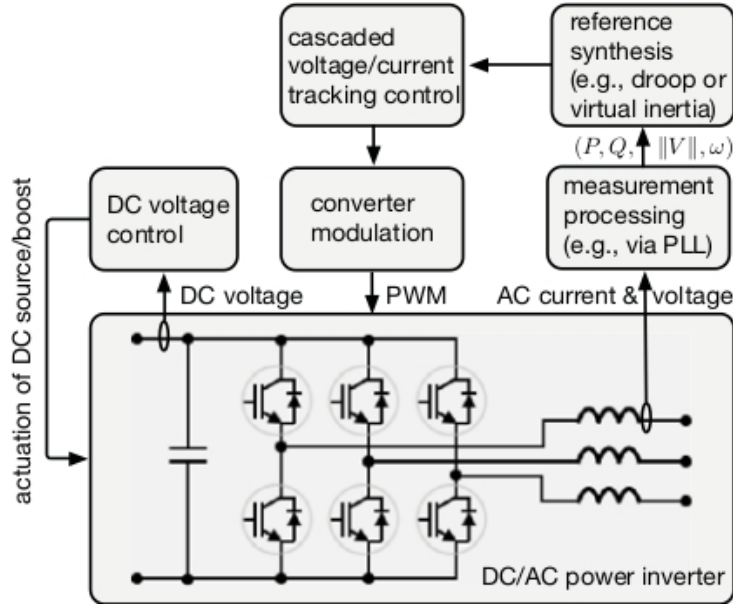 cascaded
voltage/current
tracking control
reference
synthesis
(e.g., droop or
virtual inertia)
(P, Q, ‖V‖, ω)
DC voltage
control
converter
modulation
measurement
processing
(e.g., via PLL)
DC voltage
PWM
AC current & voltage
actuation of DC source/boost
DC/AC power inverter